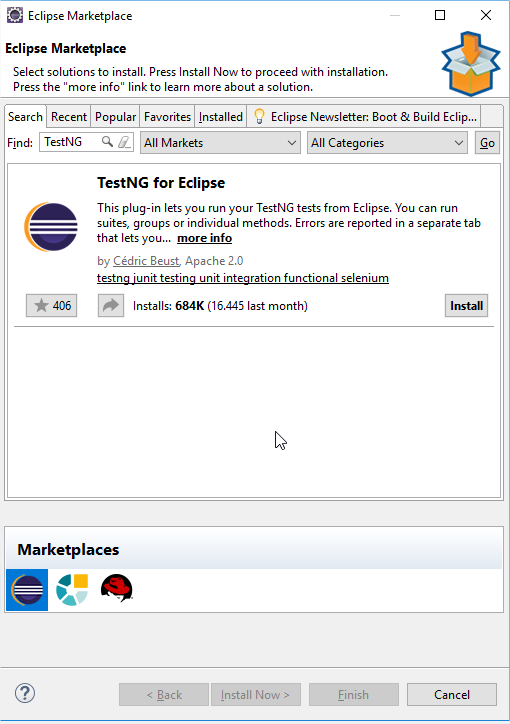 Eclipse Marketplace
Eclipse Marketplace
Select solutions to install. Press Install Now to proceed with installation.
Press the "more info" link to learn more about a solution.
Search Recent Popular Favorites Installed Eclipse Newsletter: Boot & Build Eclip...
Find: TestNG All Markets All Categories Go
TestNG for Eclipse
This plug-in lets you run your TestNG tests from Eclipse. You can run
suites, groups or individual methods. Errors are reported in a separate tab
that lets you... more info
by Cédric Beust, Apache 2.0
testng junit testing unit integration functional selenium
406 Installs: 684K (16.445 last month) Install
Marketplaces
? < Back Install Now > Finish Cancel